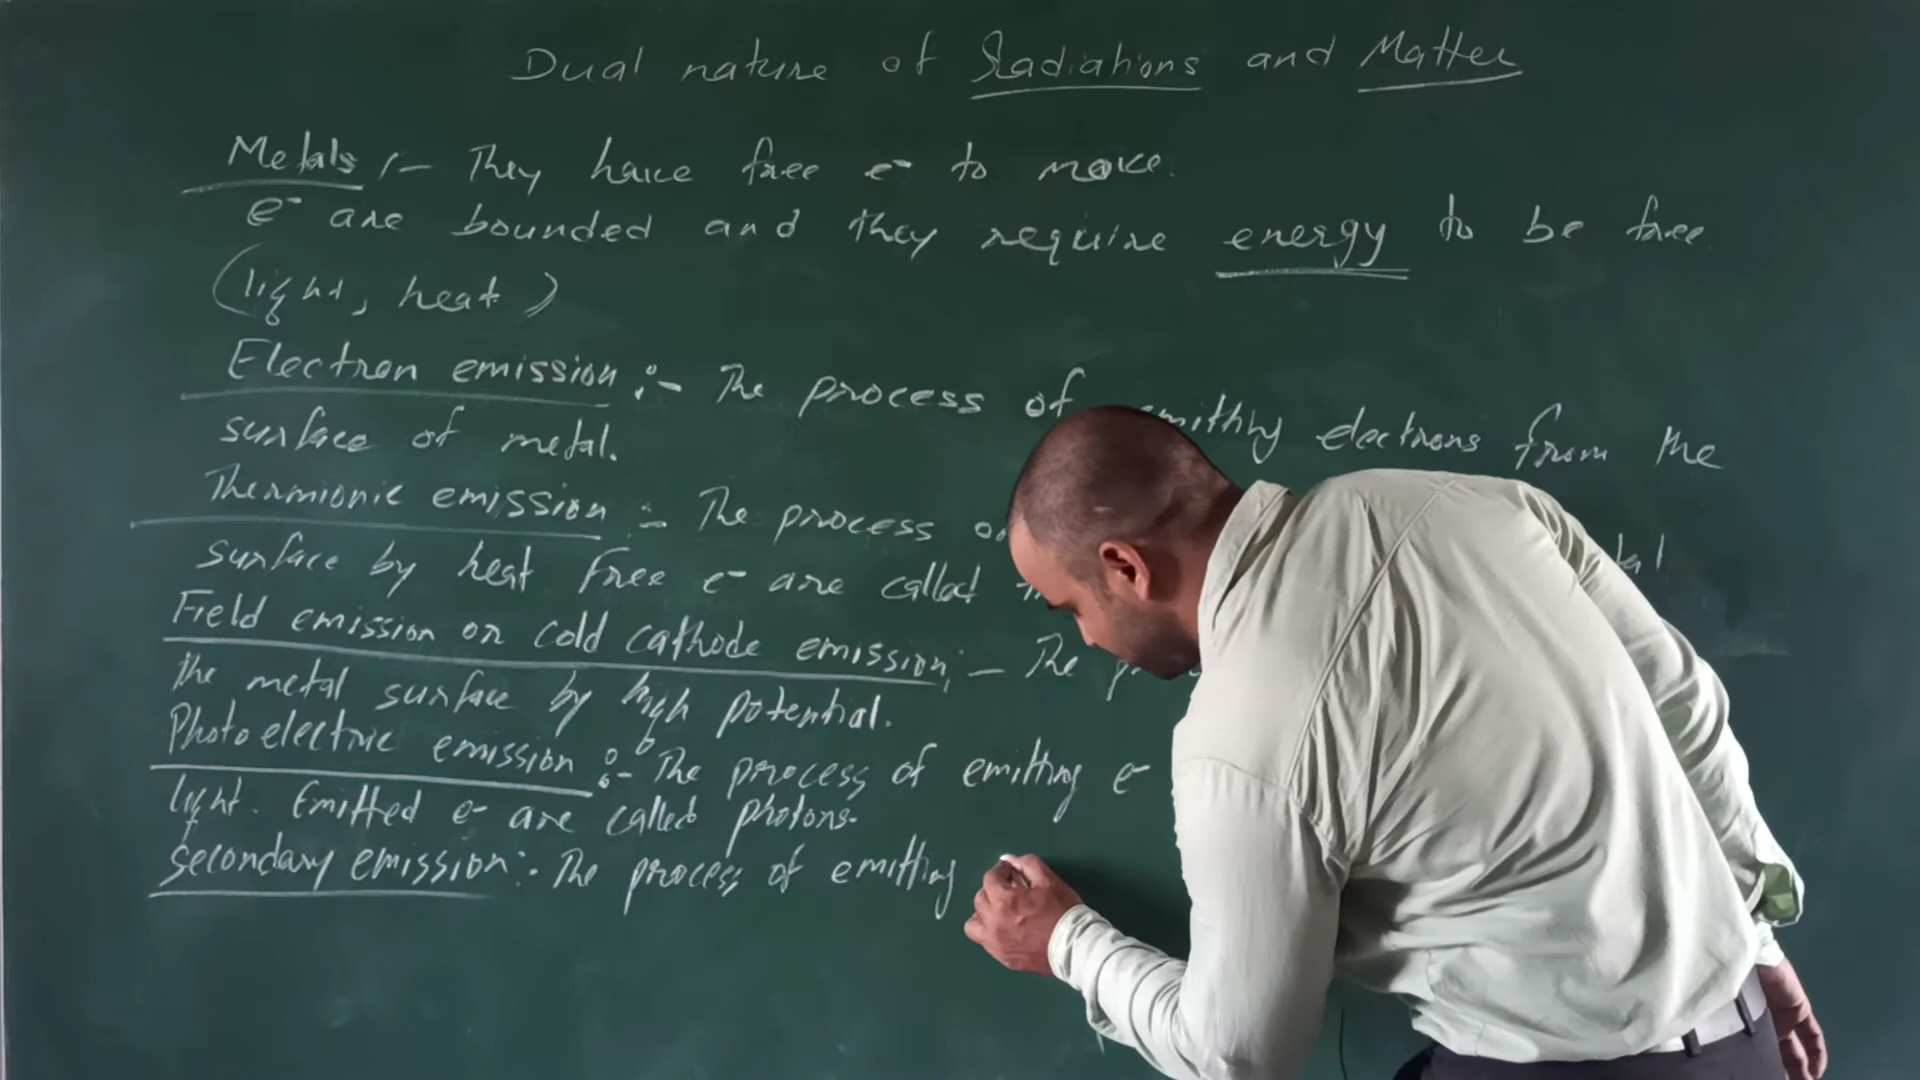 Dual nature of Radiations and Matter
Metals :- They have free e- to move.
e- are bounded and they require energy to be free
(light, heat)
Electron emission :- The process of emitting electrons from the
surface of metal.
Thermionic emission :- The process
surface by heat Free e- are called
Field emission or cold cathode emission :- The
the metal surface by high potential.
Photoelectric emission :- The process of emitting e-
light. Emitted e- are called photons.
Secondary emission :- The process of emitting